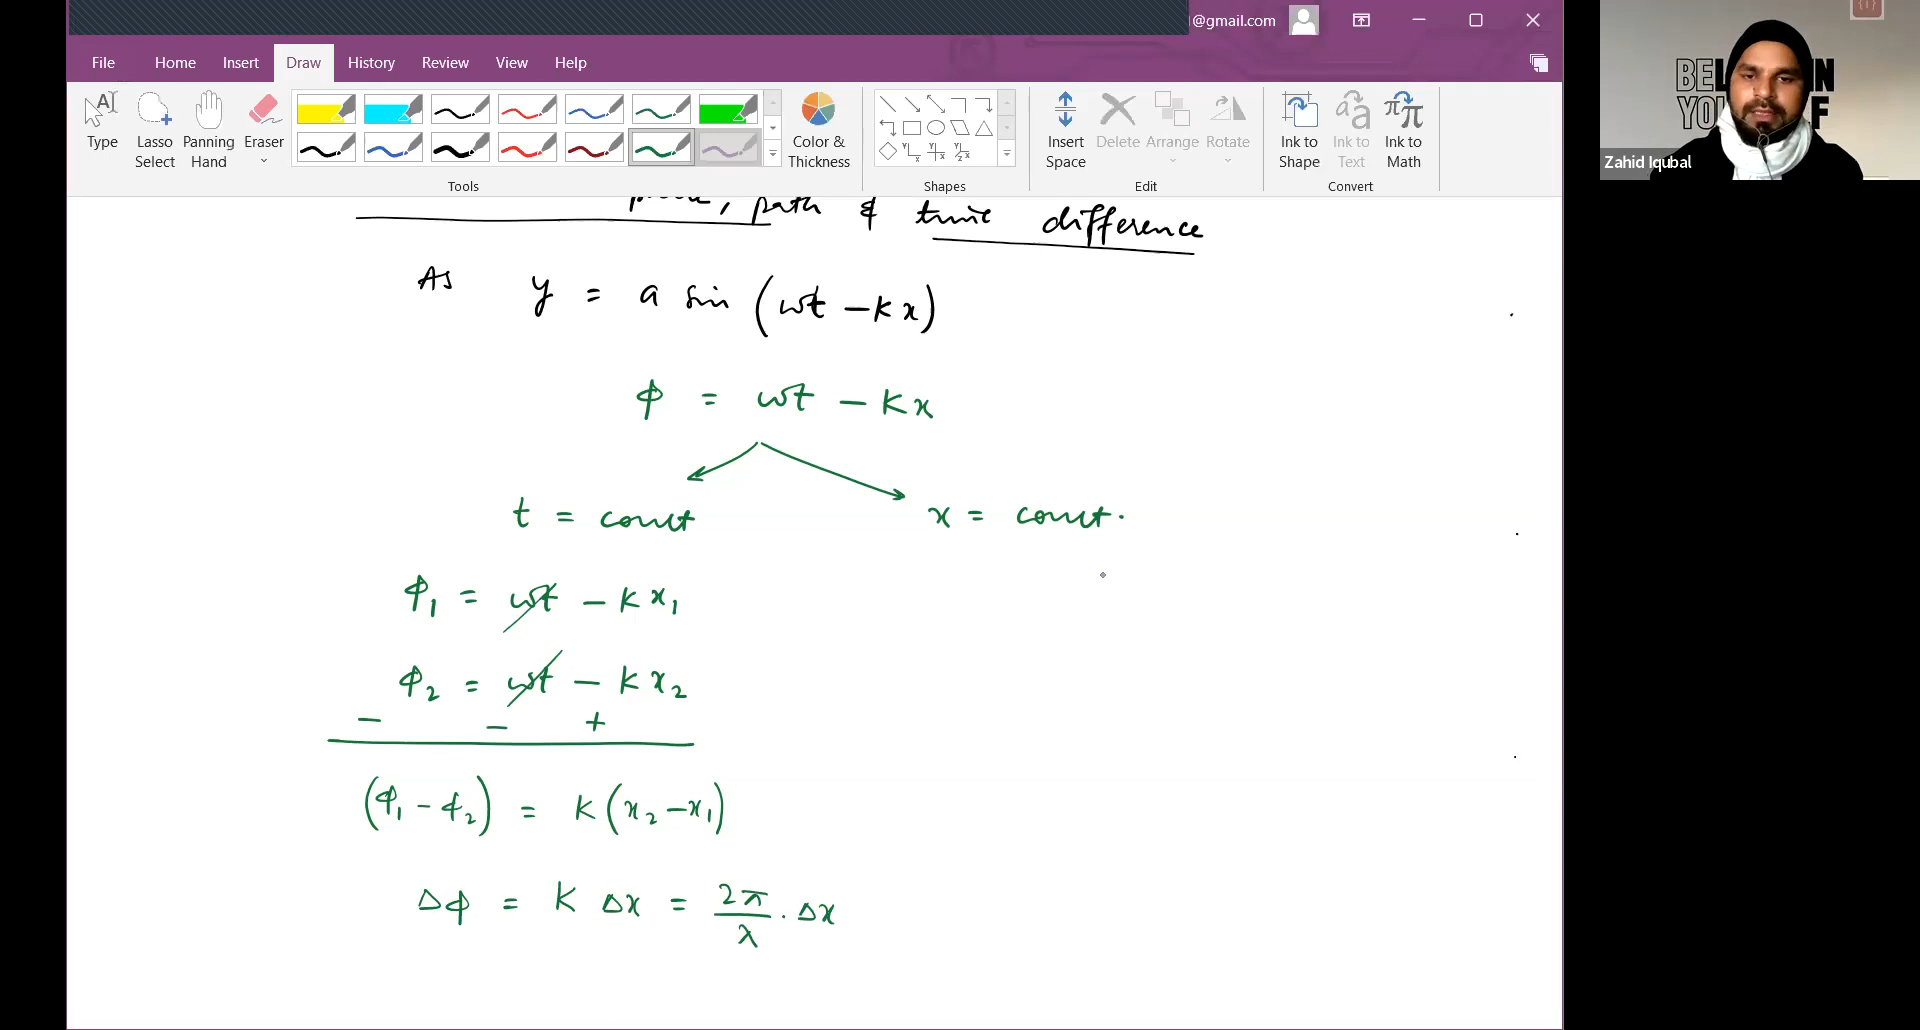 @gmail.com
File Home Insert Draw History Review View Help
Type Lasso Select Panning Hand Eraser Color & Thickness Insert Space Delete Arrange Rotate Ink to Shape Ink to Text Ink to Math
Tools Shapes Edit Convert
BEL N
YO F
Zahid Iqubal
, path & time difference
As y = a sin (ωt - kx)
ϕ = ωt - kx
t = const x = const.
ϕ₁ = ωt - kx₁
ϕ₂ = ωt - kx₂
- - +
(ϕ₁ - ϕ₂) = k(x₂ - x₁)
Δϕ = k Δx = 2π/λ . Δx